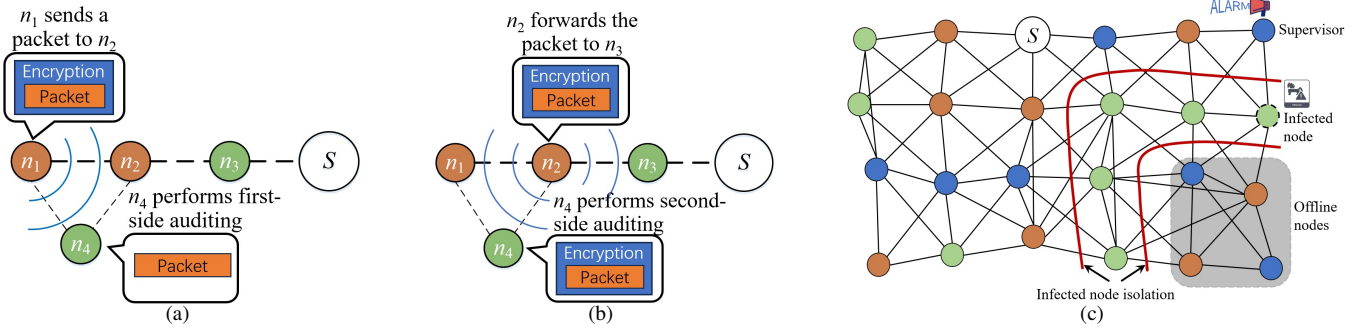 n1 sends a
packet to n2
Encryption
Packet
n1
n2
n3
S
n4 performs first-
side auditing
n4
Packet
(a)
n2 forwards the
packet to n3
Encryption
Packet
n1
n2
n3
S
n4 performs second-
side auditing
n4
Encryption
Packet
(b)
ALARM
S
Supervisor
Infected
node
Offline
nodes
Infected node isolation
(c)